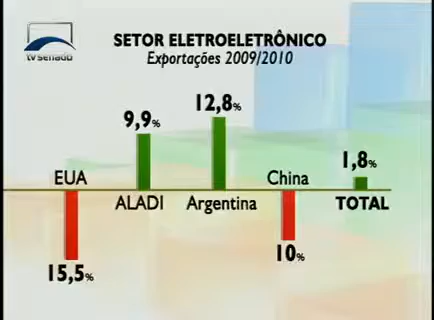 SETOR ELETROELETRÔNICO
Exportações 2009/2010
tv senado
12,8%
9,9%
1,8%
EUA
China
ALADI
Argentina
TOTAL
10%
15,5%